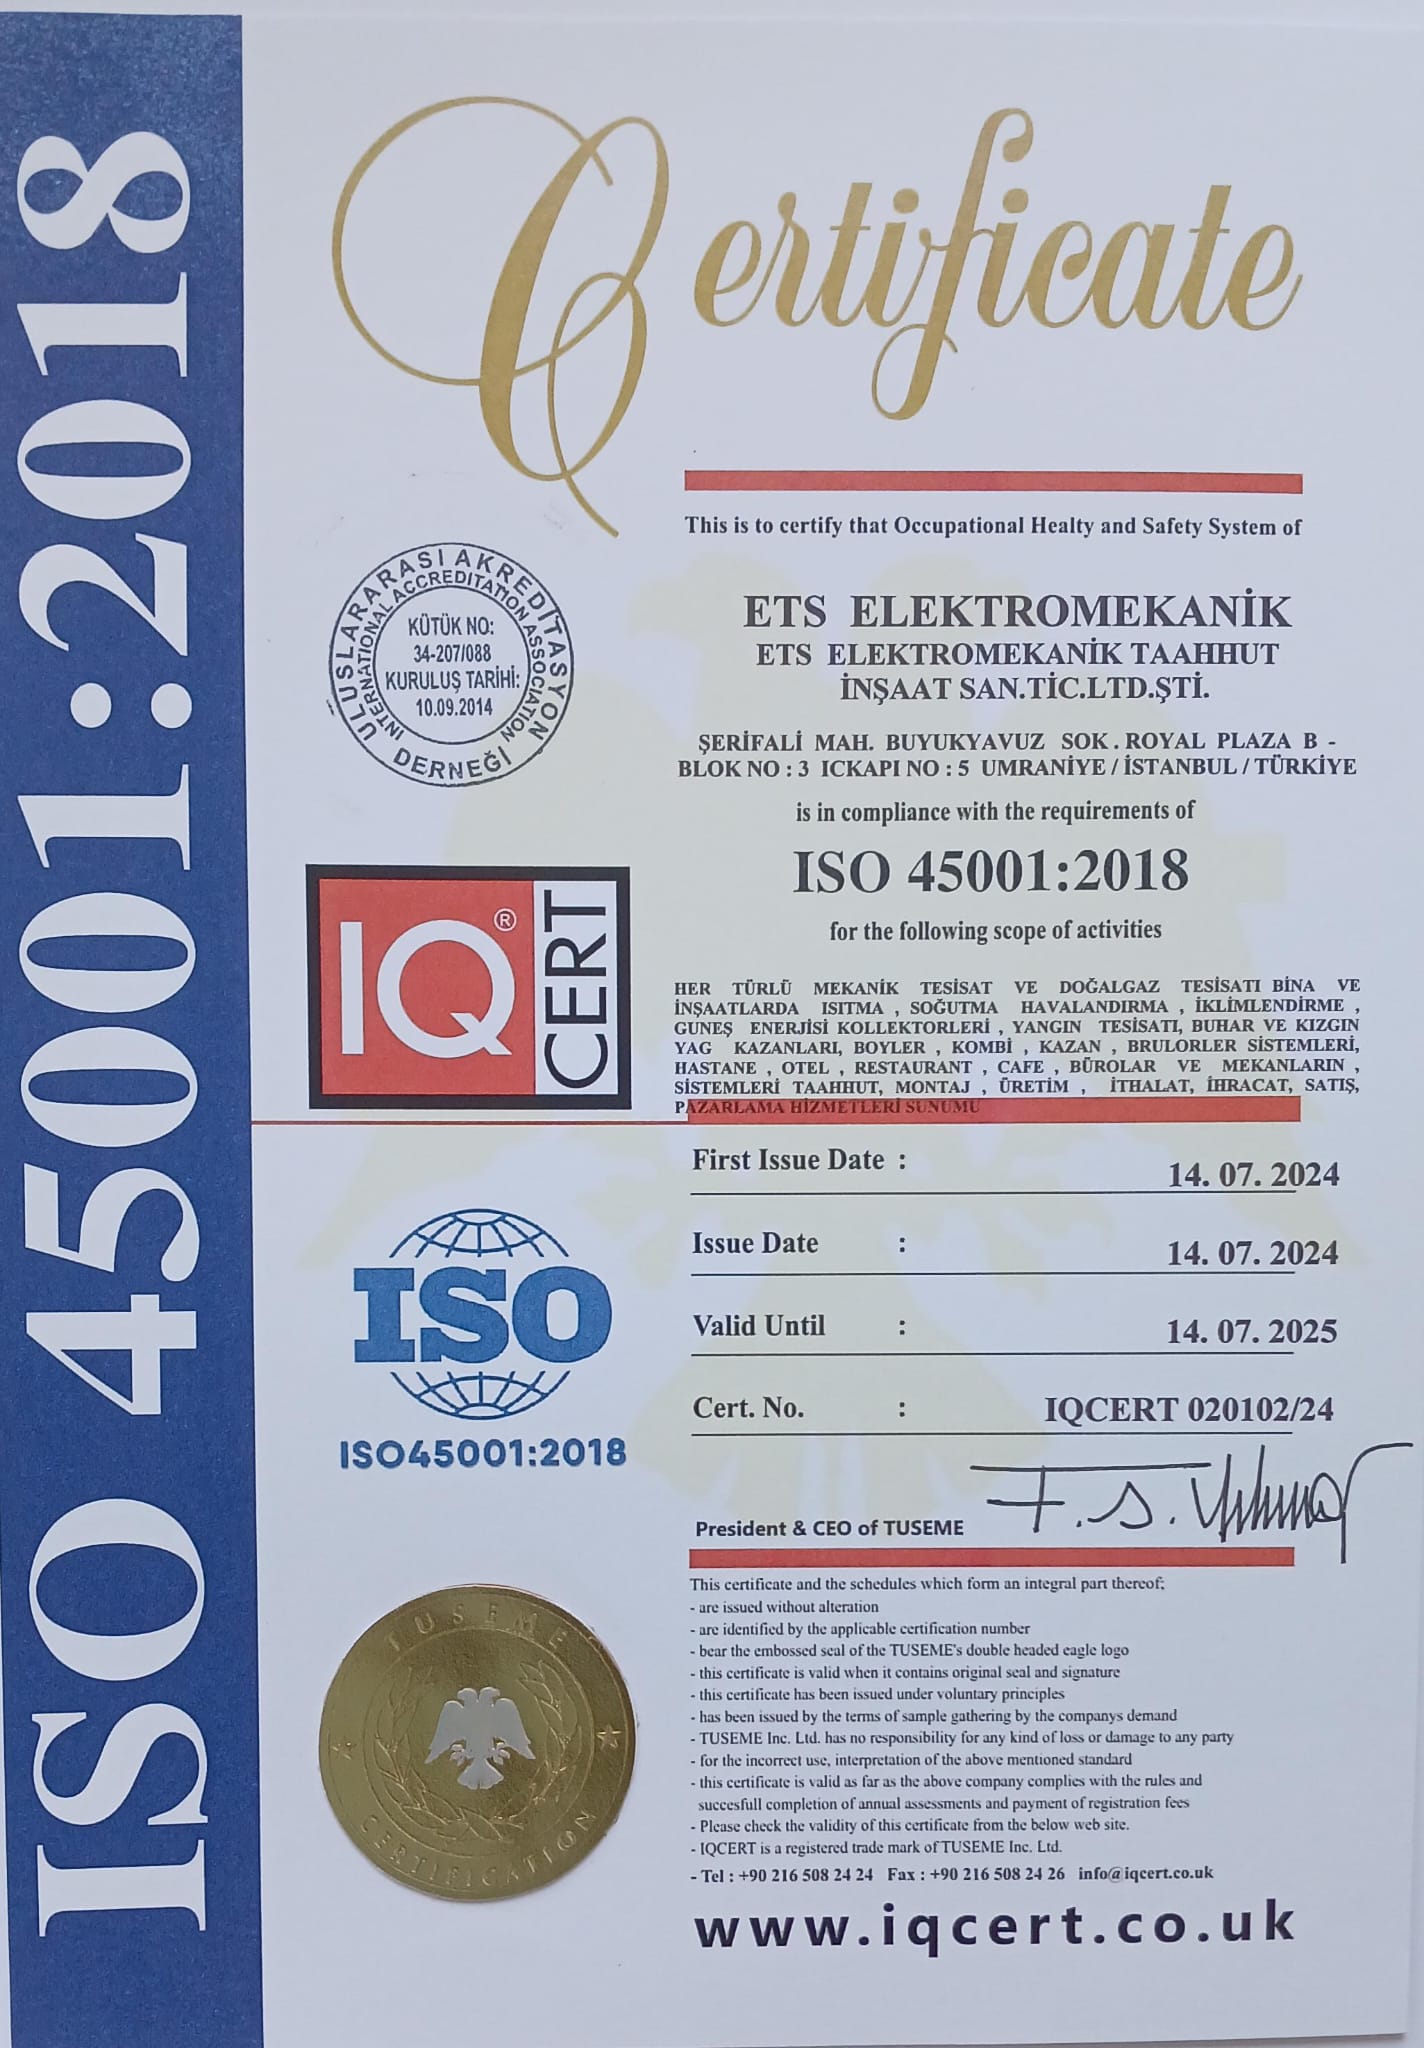 ISO 45001:2018
Certificate
This is to certify that Occupational Healty and Safety System of
ETS ELEKTROMEKANİK
ETS ELEKTROMEKANİK TAAHHUT
İNŞAAT SAN.TİC.LTD.ŞTİ.
ŞERİFALİ MAH. BUYUKYAVUZ SOK . ROYAL PLAZA B -
BLOK NO : 3 ICKAPI NO : 5 UMRANİYE / İSTANBUL / TÜRKİYE
is in compliance with the requirements of
ISO 45001:2018
for the following scope of activities
HER TÜRLÜ MEKANİK TESİSAT VE DOĞALGAZ TESİSATI BİNA VE
İNŞAATLARDA ISITMA , SOĞUTMA HAVALANDIRMA , İKLİMLENDİRME ,
GUNEŞ ENERJİSİ KOLLEKTORLERİ , YANGIN TESİSATI, BUHAR VE KIZGIN
YAG KAZANLARI, BOYLER , KOMBİ , KAZAN , BRULORLER SİSTEMLERİ,
HASTANE , OTEL , RESTAURANT , CAFE , BÜROLAR VE MEKANLARIN ,
SİSTEMLERİ TAAHHUT, MONTAJ , ÜRETİM , İTHALAT, İHRACAT, SATIŞ,
PAZARLAMA HİZMETLERİ SUNUMU
ULUSLARARASI AKREDİTASYON
DERNEĞİ
INTERNATIONAL ACCREDITATION ASSOCIATION
KÜTÜK NO:
34-207/088
KURULUŞ TARİHİ:
10.09.2014
IQ®
CERT
First Issue Date : 14. 07. 2024
Issue Date : 14. 07. 2024
Valid Until : 14. 07. 2025
Cert. No. : IQCERT 020102/24
ISO
ISO45001:2018
President & CEO of TUSEME
TUSEME
CERTIFICATION
This certificate and the schedules which form an integral part thereof;
- are issued without alteration
- are identified by the applicable certification number
- bear the embossed seal of the TUSEME's double headed eagle logo
- this certificate is valid when it contains original seal and signature
- this certificate has been issued under voluntary principles
- has been issued by the terms of sample gathering by the companys demand
- TUSEME Inc. Ltd. has no responsibility for any kind of loss or damage to any party
- for the incorrect use, interpretation of the above mentioned standard
- this certificate is valid as far as the above company complies with the rules and
succesfull completion of annual assessments and payment of registration fees
- Please check the validity of this certificate from the below web site.
- IQCERT is a registered trade mark of TUSEME Inc. Ltd.
- Tel : +90 216 508 24 24 Fax : +90 216 508 24 26 info@iqcert.co.uk
www.iqcert.co.uk